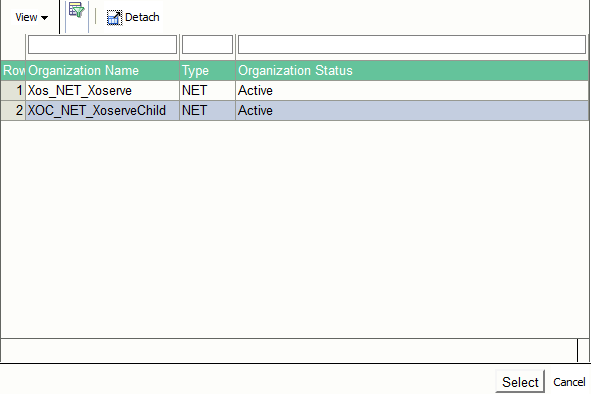 View Detach
Row Organization Name Type Organization Status
1 Xos_NET_Xoserve NET Active
2 XOC_NET_XoserveChild NET Active
Select Cancel